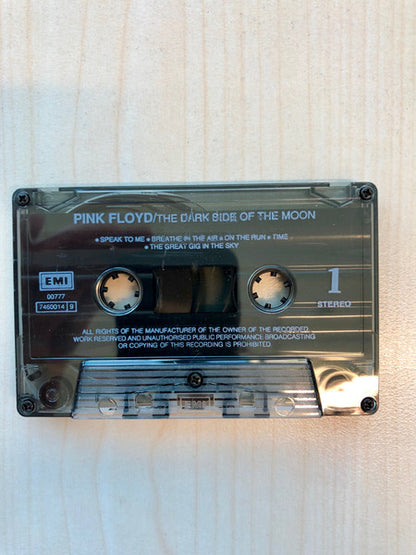 PINK FLOYD/THE DARK SIDE OF THE MOON
● SPEAK TO ME ● BREATHE IN THE AIR ● ON THE RUN ● TIME
● THE GREAT GIG IN THE SKY
EMI
00777
7460014 9
1
STEREO
ALL RIGHTS OF THE MANUFACTURER OF THE OWNER OF THE RECORDED
WORK RESERVED AND UNAUTHORISED PUBLIC PERFORMANCE BROADCASTING
OR COPYING OF THIS RECORDING IS PROHIBITED